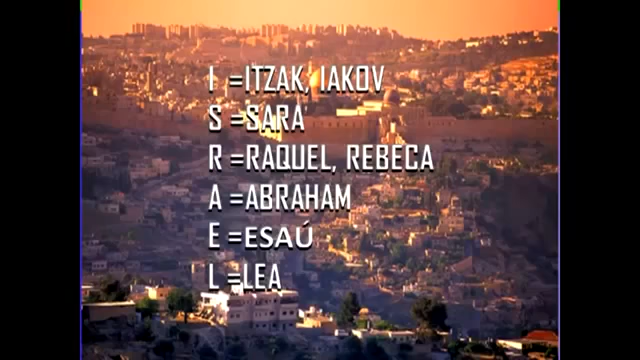 I =ITZAK, IAKOV
S =SARA
R =RAQUEL, REBECA
A =ABRAHAM
E =ESAÚ
L =LEA